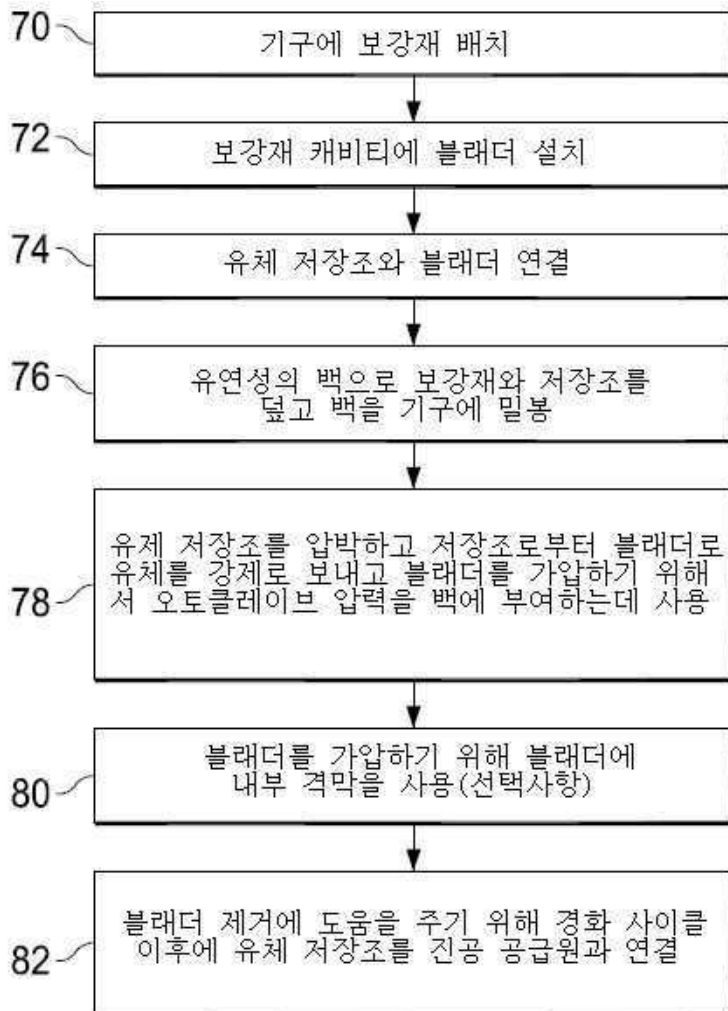 70
기구에 보강재 배치
72
보강재 캐비티에 블래더 설치
74
유체 저장조와 블래더 연결
76
유연성의 백으로 보강재와 저장조를
덮고 백을 기구에 밀봉
78
유제 저장조를 압박하고 저장조로부터 블래더로
유체를 강제로 보내고 블래더를 가압하기 위해
서 오토클레이브 압력을 백에 부여하는데 사용
80
블래더를 가압하기 위해 블래더에
내부 격막을 사용(선택사항)
82
블래더 제거에 도움을 주기 위해 경화 사이클
이후에 유체 저장조를 진공 공급원과 연결